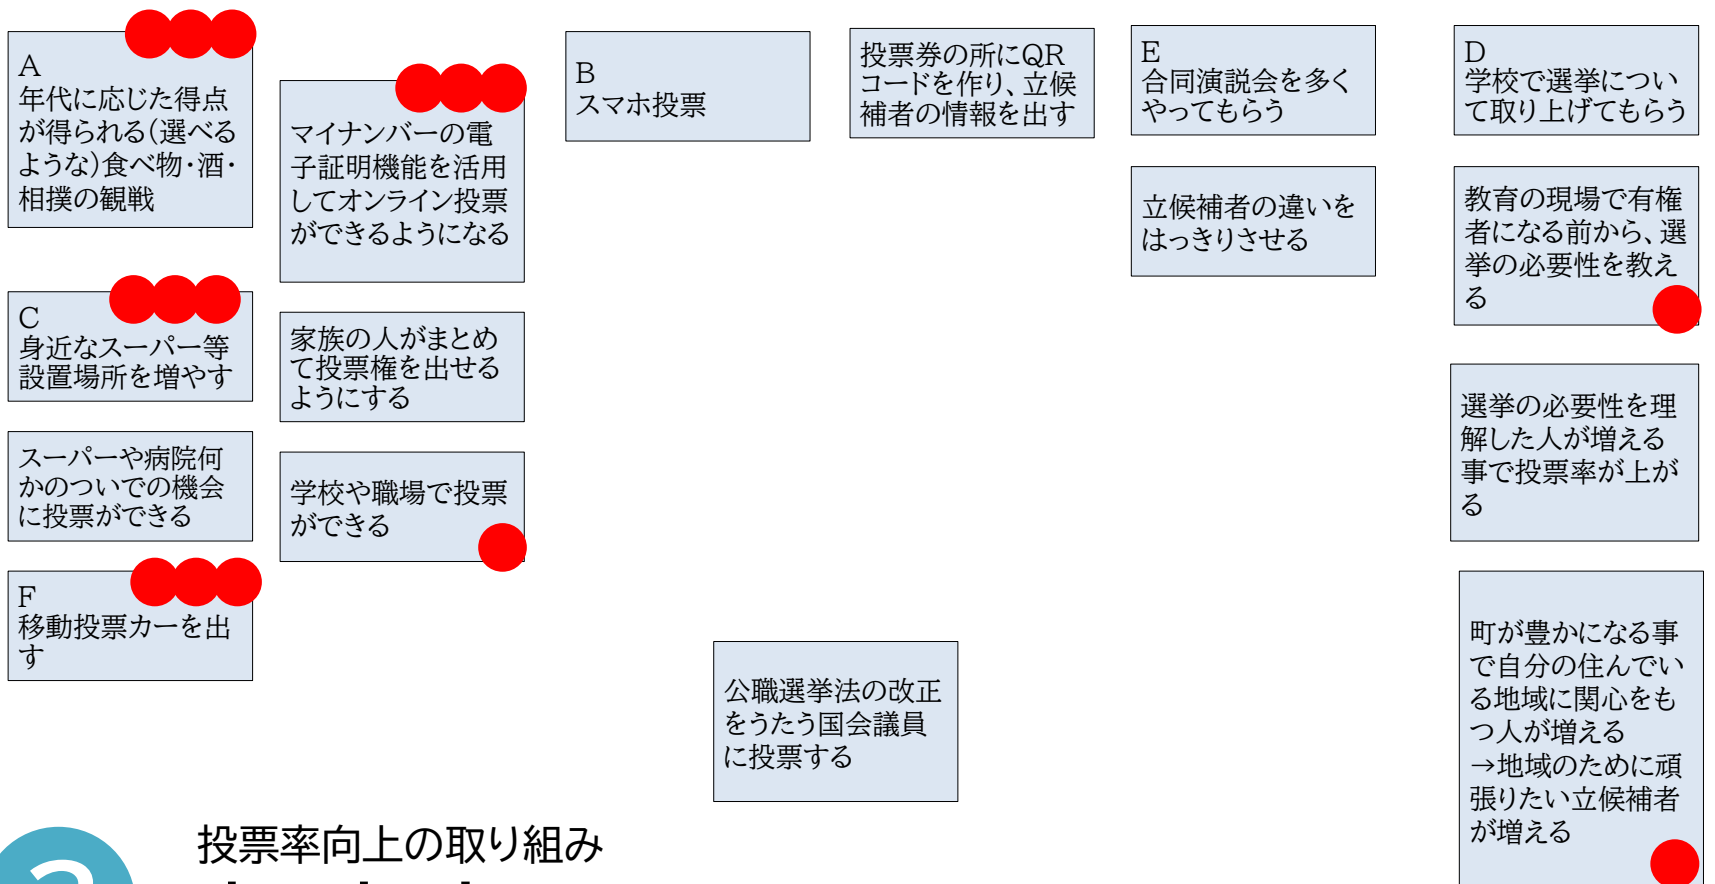 A
年代に応じた得点
が得られる(選べる
ような)食べ物・酒・
相撲の観戦
マイナンバーの電
子証明機能を活用
してオンライン投票
ができるようになる
B
スマホ投票
投票券の所にQR
コードを作り、立候
補者の情報を出す
E
合同演説会を多く
やってもらう
D
学校で選挙につい
て取り上げてもらう
立候補者の違いを
はっきりさせる
教育の現場で有権
者になる前から、選
挙の必要性を教え
る
C
身近なスーパー等
設置場所を増やす
家族の人がまとめ
て投票権を出せる
ようにする
選挙の必要性を理
解した人が増える
事で投票率が上が
る
スーパーや病院何
かのついでの機会
に投票ができる
学校や職場で投票
ができる
F
移動投票カーを出
す
公職選挙法の改正
をうたう国会議員
に投票する
町が豊かになる事
で自分の住んでい
る地域に関心をも
つ人が増える
→地域のために頑
張りたい立候補者
が増える
投票率向上の取り組み